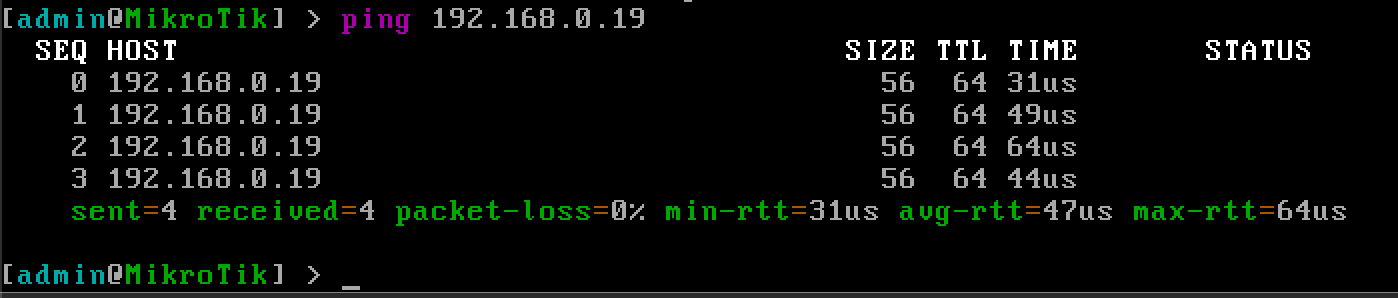 [admin@MikroTik] > ping 192.168.0.19
SEQ HOST SIZE TTL TIME STATUS
0 192.168.0.19 56 64 31us
1 192.168.0.19 56 64 49us
2 192.168.0.19 56 64 64us
3 192.168.0.19 56 64 44us
sent=4 received=4 packet-loss=0% min-rtt=31us avg-rtt=47us max-rtt=64us
[admin@MikroTik] > _